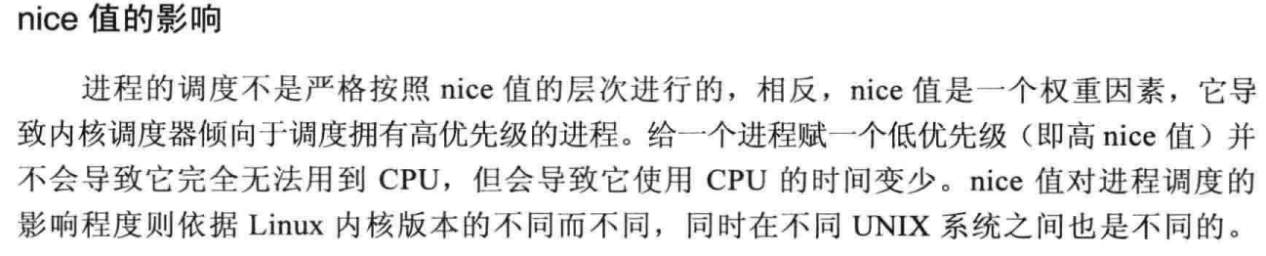 nice 值的影响
进程的调度不是严格按照 nice 值的层次进行的，相反，nice 值是一个权重因素，它导
致内核调度器倾向于调度拥有高优先级的进程。给一个进程赋一个低优先级（即高 nice 值）并
不会导致它完全无法用到 CPU，但会导致它使用 CPU 的时间变少。nice 值对进程调度的
影响程度则依据 Linux 内核版本的不同而不同，同时在不同 UNIX 系统之间也是不同的。